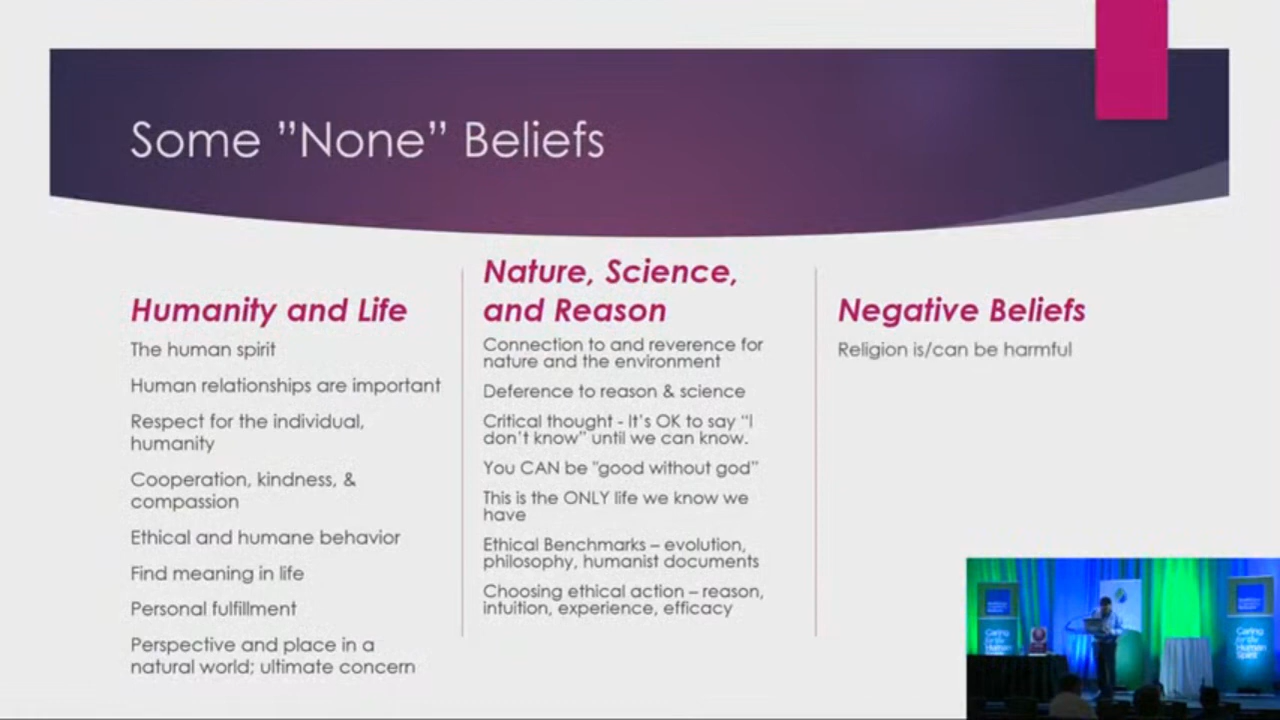 Some ”None” Beliefs
Humanity and Life
The human spirit
Human relationships are important
Respect for the individual,
humanity
Cooperation, kindness, &
compassion
Ethical and humane behavior
Find meaning in life
Personal fulfillment
Perspective and place in a
natural world; ultimate concern
Nature, Science,
and Reason
Connection to and reverence for
nature and the environment
Deference to reason & science
Critical thought - It’s OK to say “I
don’t know” until we can know.
You CAN be "good without god”
This is the ONLY life we know we
have
Ethical Benchmarks – evolution,
philosophy, humanist documents
Choosing ethical action – reason,
intuition, experience, efficacy
Negative Beliefs
Religion is/can be harmful
Caring
for the
Human
Spirit
Caring
for the
Human
Spirit